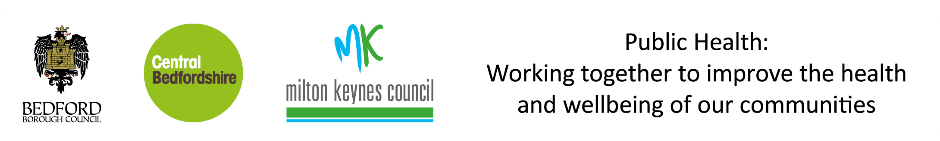 BEDFORD
BOROUGH COUNCIL
Central
Bedfordshire
MK
milton keynes council
Public Health:
Working together to improve the health
and wellbeing of our communities